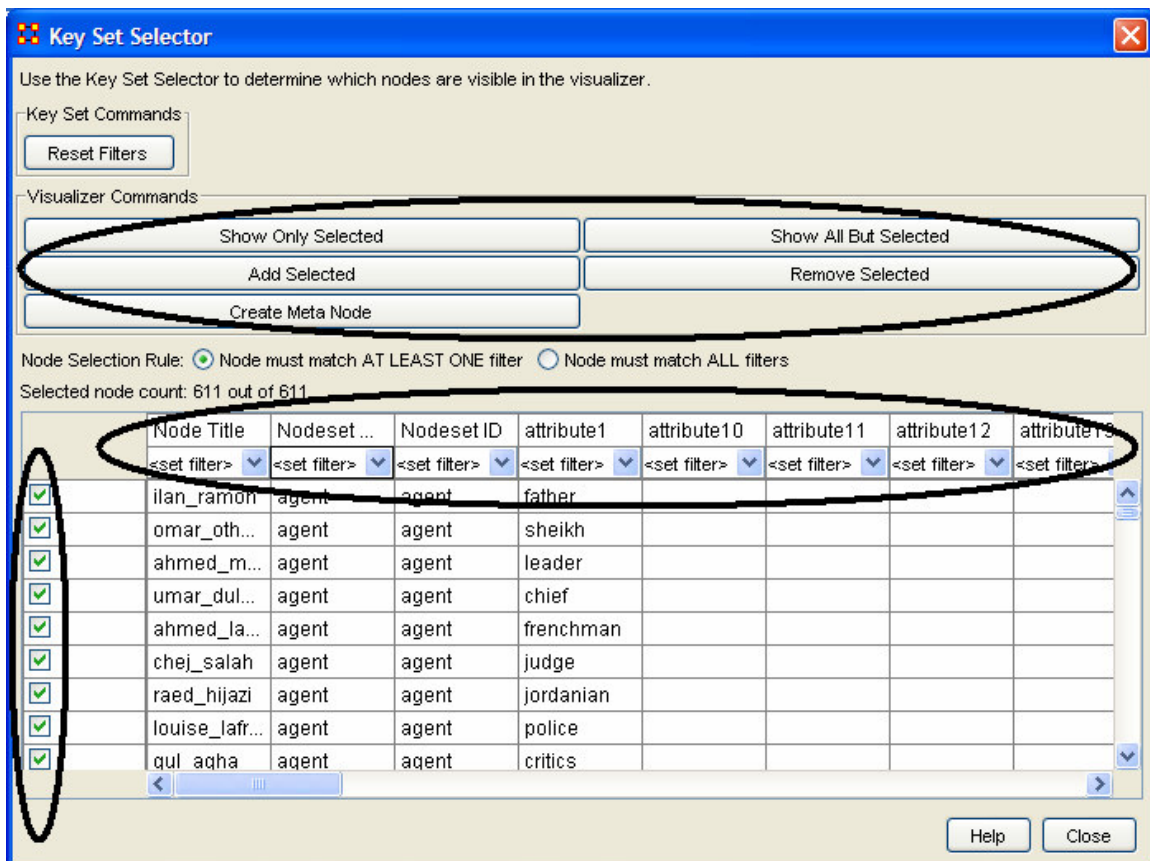 Key Set Selector
Use the Key Set Selector to determine which nodes are visible in the visualizer.
Key Set Commands
Reset Filters
Visualizer Commands
Show Only Selected Show All But Selected
Add Selected Remove Selected
Create Meta Node
Node Selection Rule: Node must match AT LEAST ONE filter Node must match ALL filters
Selected node count: 611 out of 611
Node Title Nodeset ... Nodeset ID attribute1 attribute10 attribute11 attribute12 attribute13
<set filter> <set filter> <set filter> <set filter> <set filter> <set filter> <set filter> <set filter>
ilan_ramon agent agent father
omar_oth... agent agent sheikh
ahmed_m... agent agent leader
umar_dul... agent agent chief
ahmed_la... agent agent frenchman
chej_salah agent agent judge
raed_hijazi agent agent jordanian
louise_lafr... agent agent police
gul_agha agent agent critics
Help Close